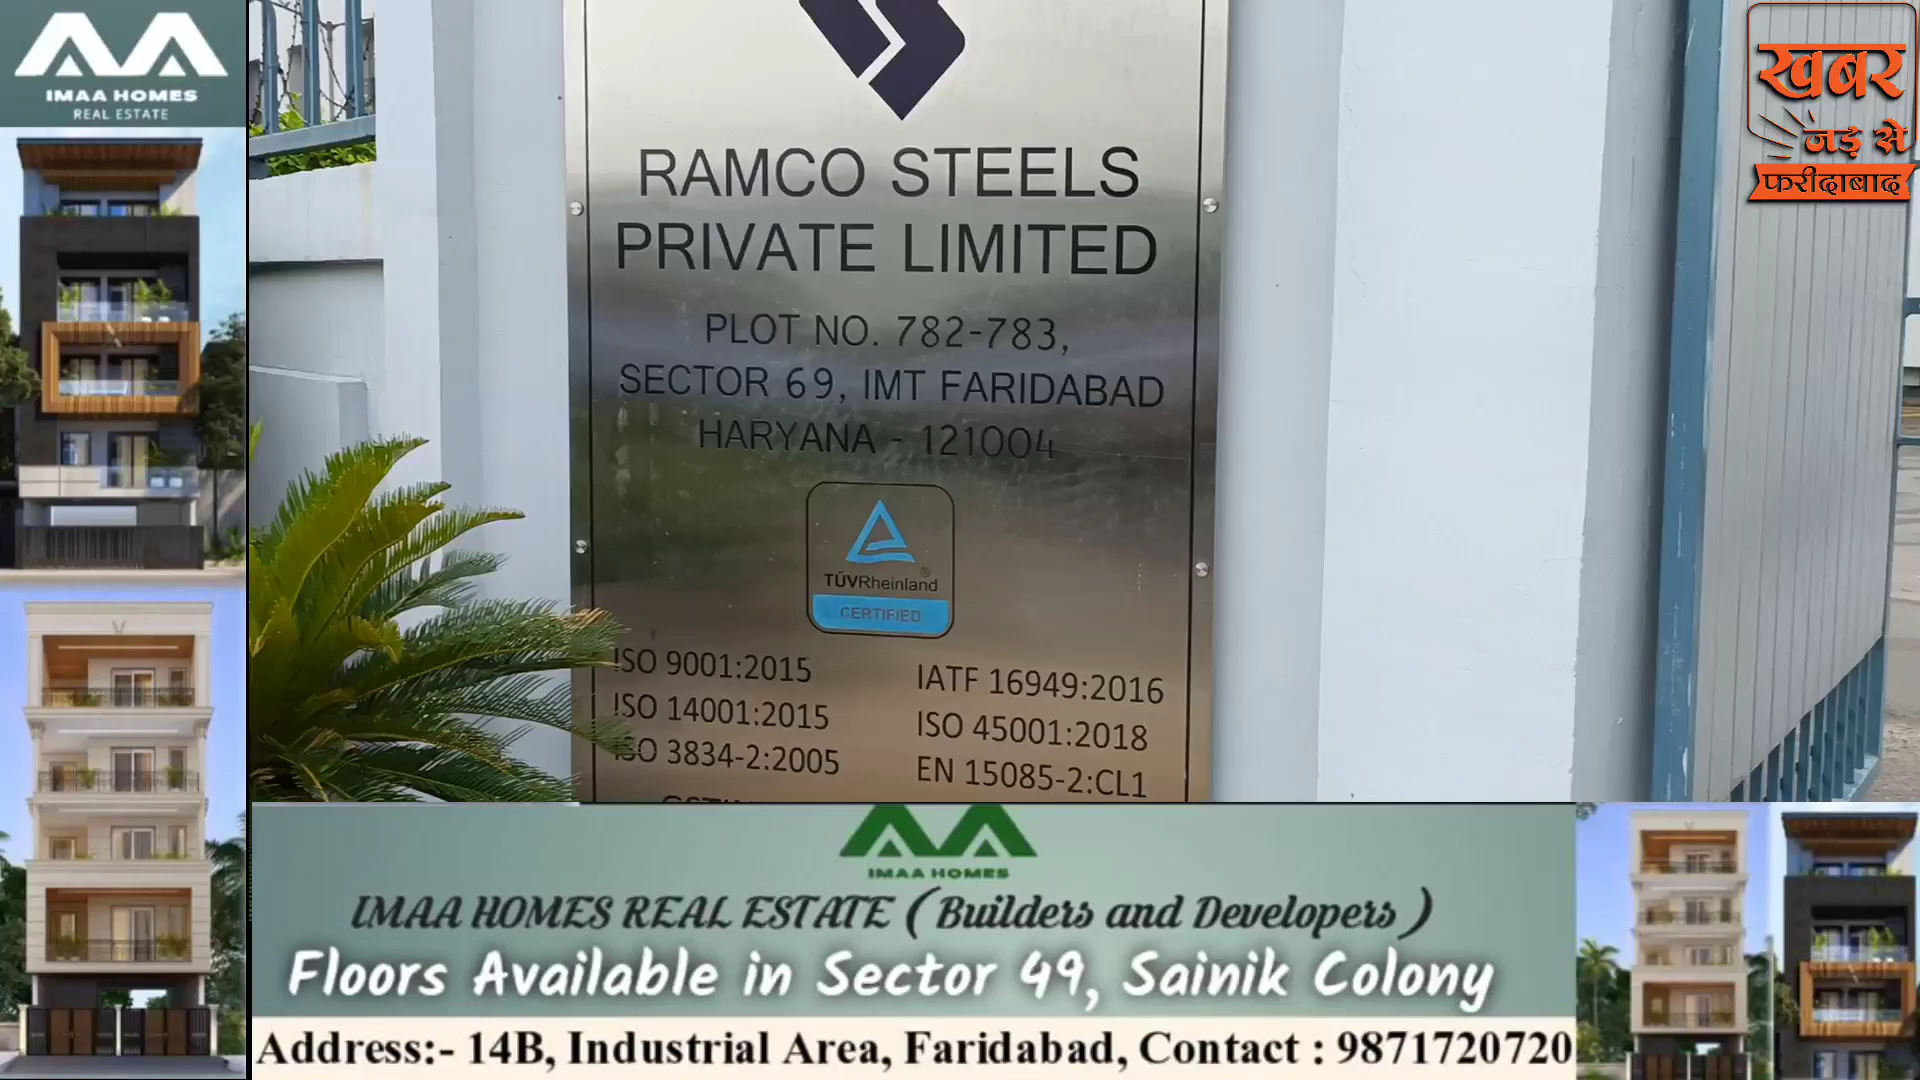 IMAA HOMES
REAL ESTATE
RAMCO STEELS
PRIVATE LIMITED
PLOT NO. 782-783,
SECTOR 69, IMT FARIDABAD
HARYANA - 121004
TÜVRheinland®
CERTIFIED
ISO 9001:2015
ISO 14001:2015
ISO 3834-2:2005
IATF 16949:2016
ISO 45001:2018
EN 15085-2:CL1
खबर
जड़ से
फरीदाबाद
IMAA HOMES
IMAA HOMES REAL ESTATE ( Builders and Developers )
Floors Available in Sector 49, Sainik Colony
Address:- 14B, Industrial Area, Faridabad, Contact : 9871720720